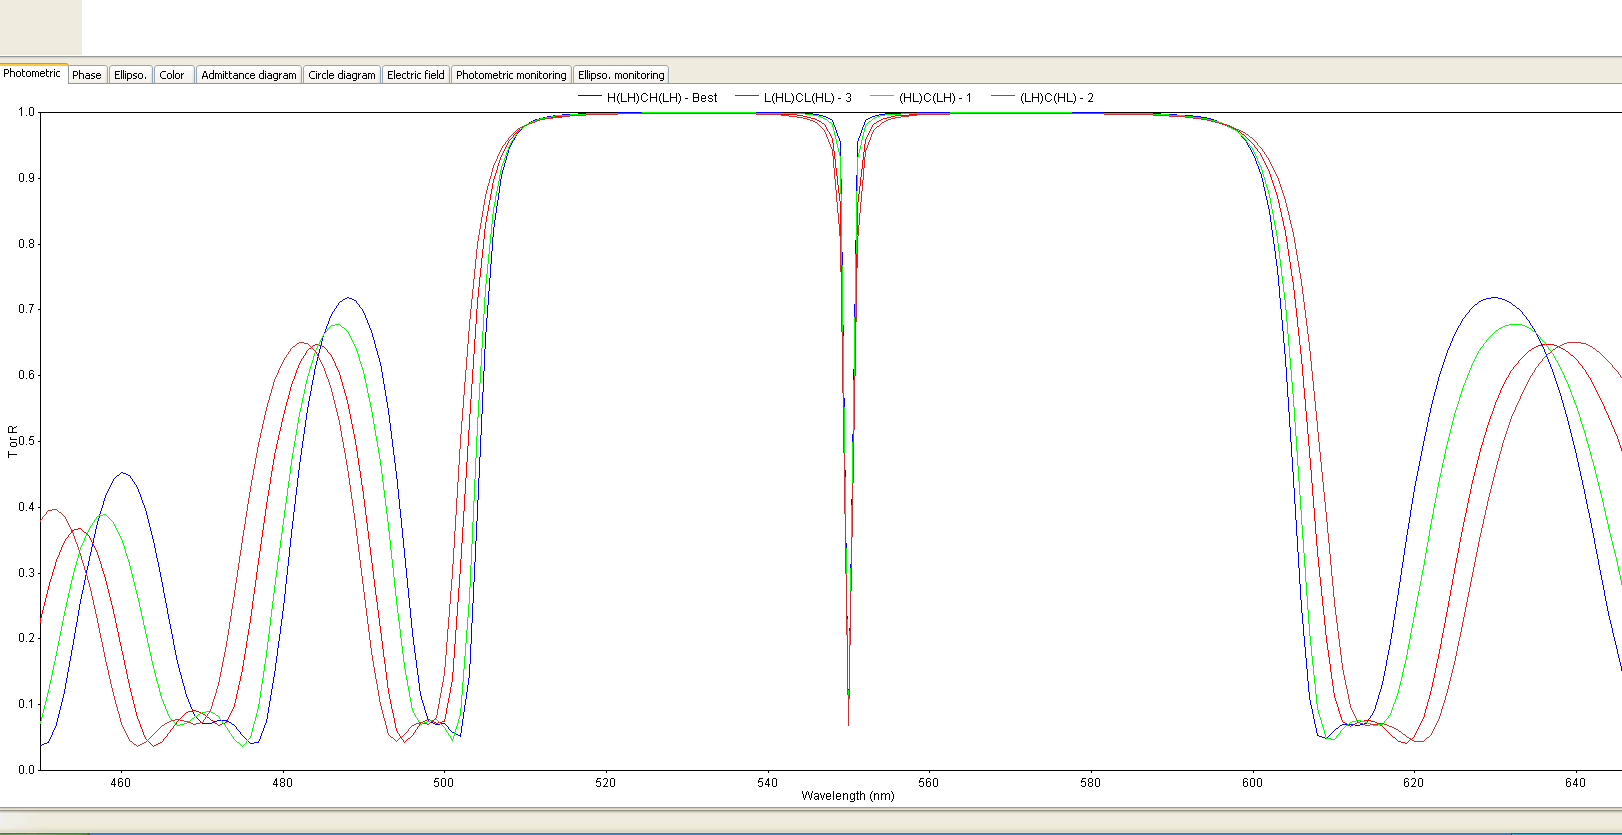 Photometric Phase Ellipso. Color Admittance diagram Circle diagram Electric field Photometric monitoring Ellipso. monitoring
H(LH)CH(LH) - Best L(HL)CL(HL) - 3 (HL)C(LH) - 1 (LH)C(HL) - 2
1.0
0.9
0.8
0.7
0.6
0.5
0.4
0.3
0.2
0.1
0.0
T or R
460 480 500 520 540 560 580 600 620 640
Wavelength (nm)